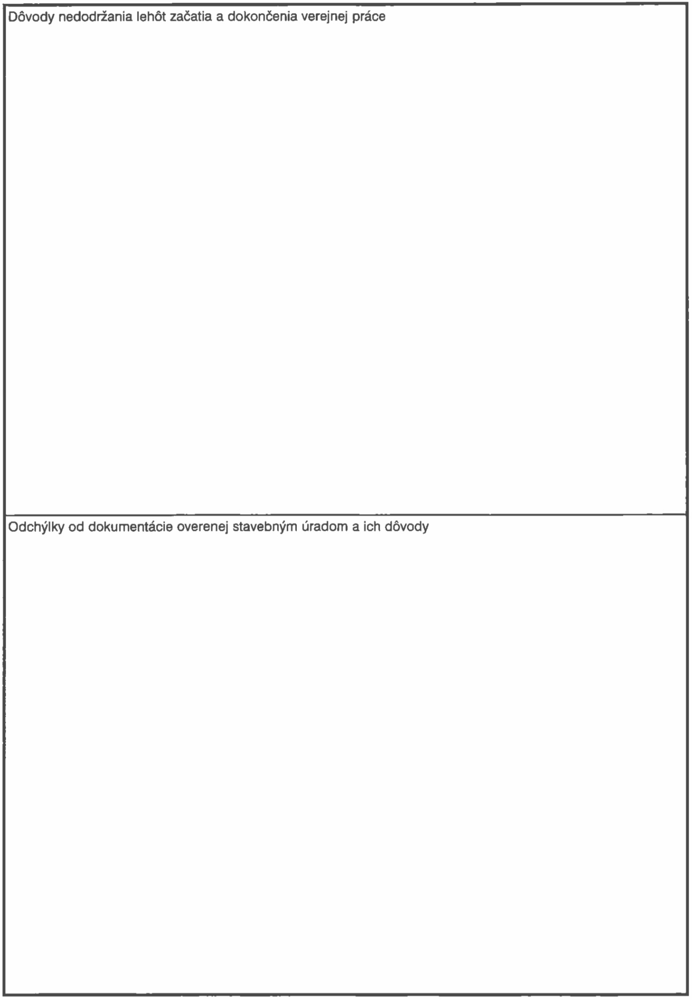 Dôvody nedodržania lehôt začatia a dokončenia verejnej práce
Odchýlky od dokumentácie overenej stavebným úradom a ich dôvody